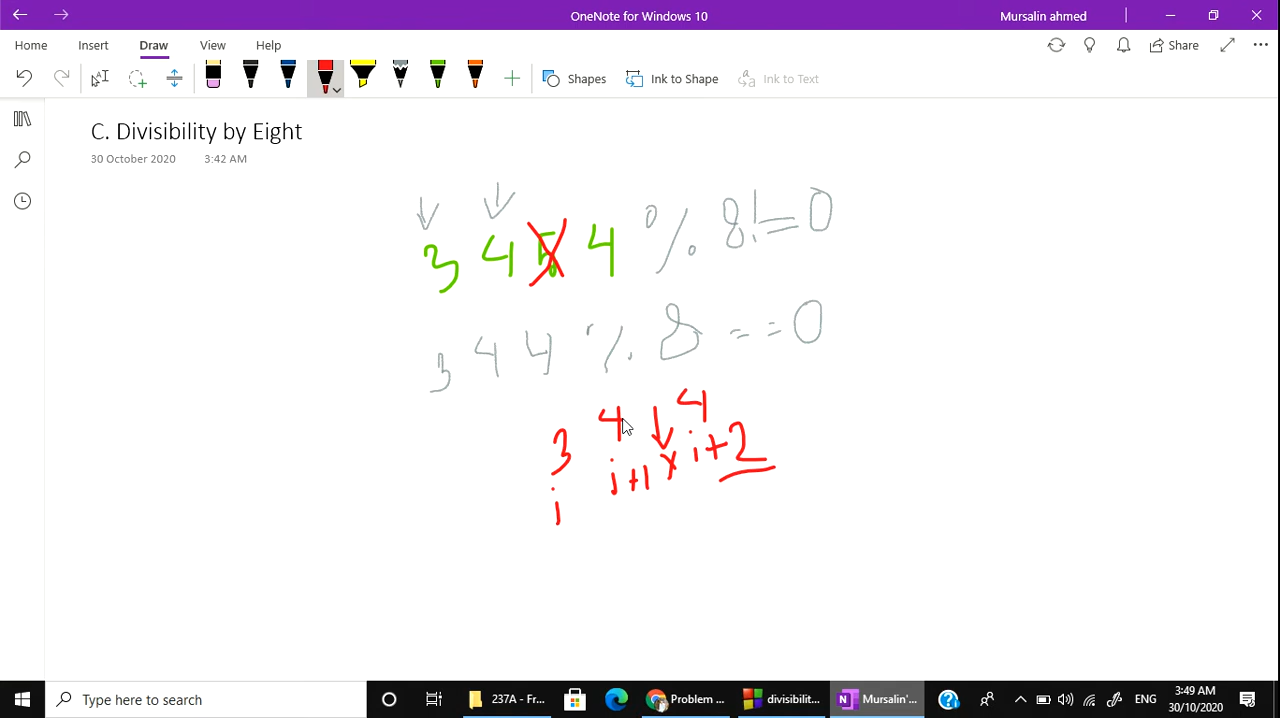 OneNote for Windows 10
Mursalin ahmed
Home Insert Draw View Help
Share
Shapes
Ink to Shape
Ink to Text
C. Divisibility by Eight
30 October 2020 3:42 AM
3 4 5 4 % 8 != 0
3 4 4 % 8 == 0
3 4 4
i i+1 x i+2
Type here to search
237A - Fr...
Problem ...
divisibilit...
Mursalin'...
ENG
3:49 AM
30/10/2020